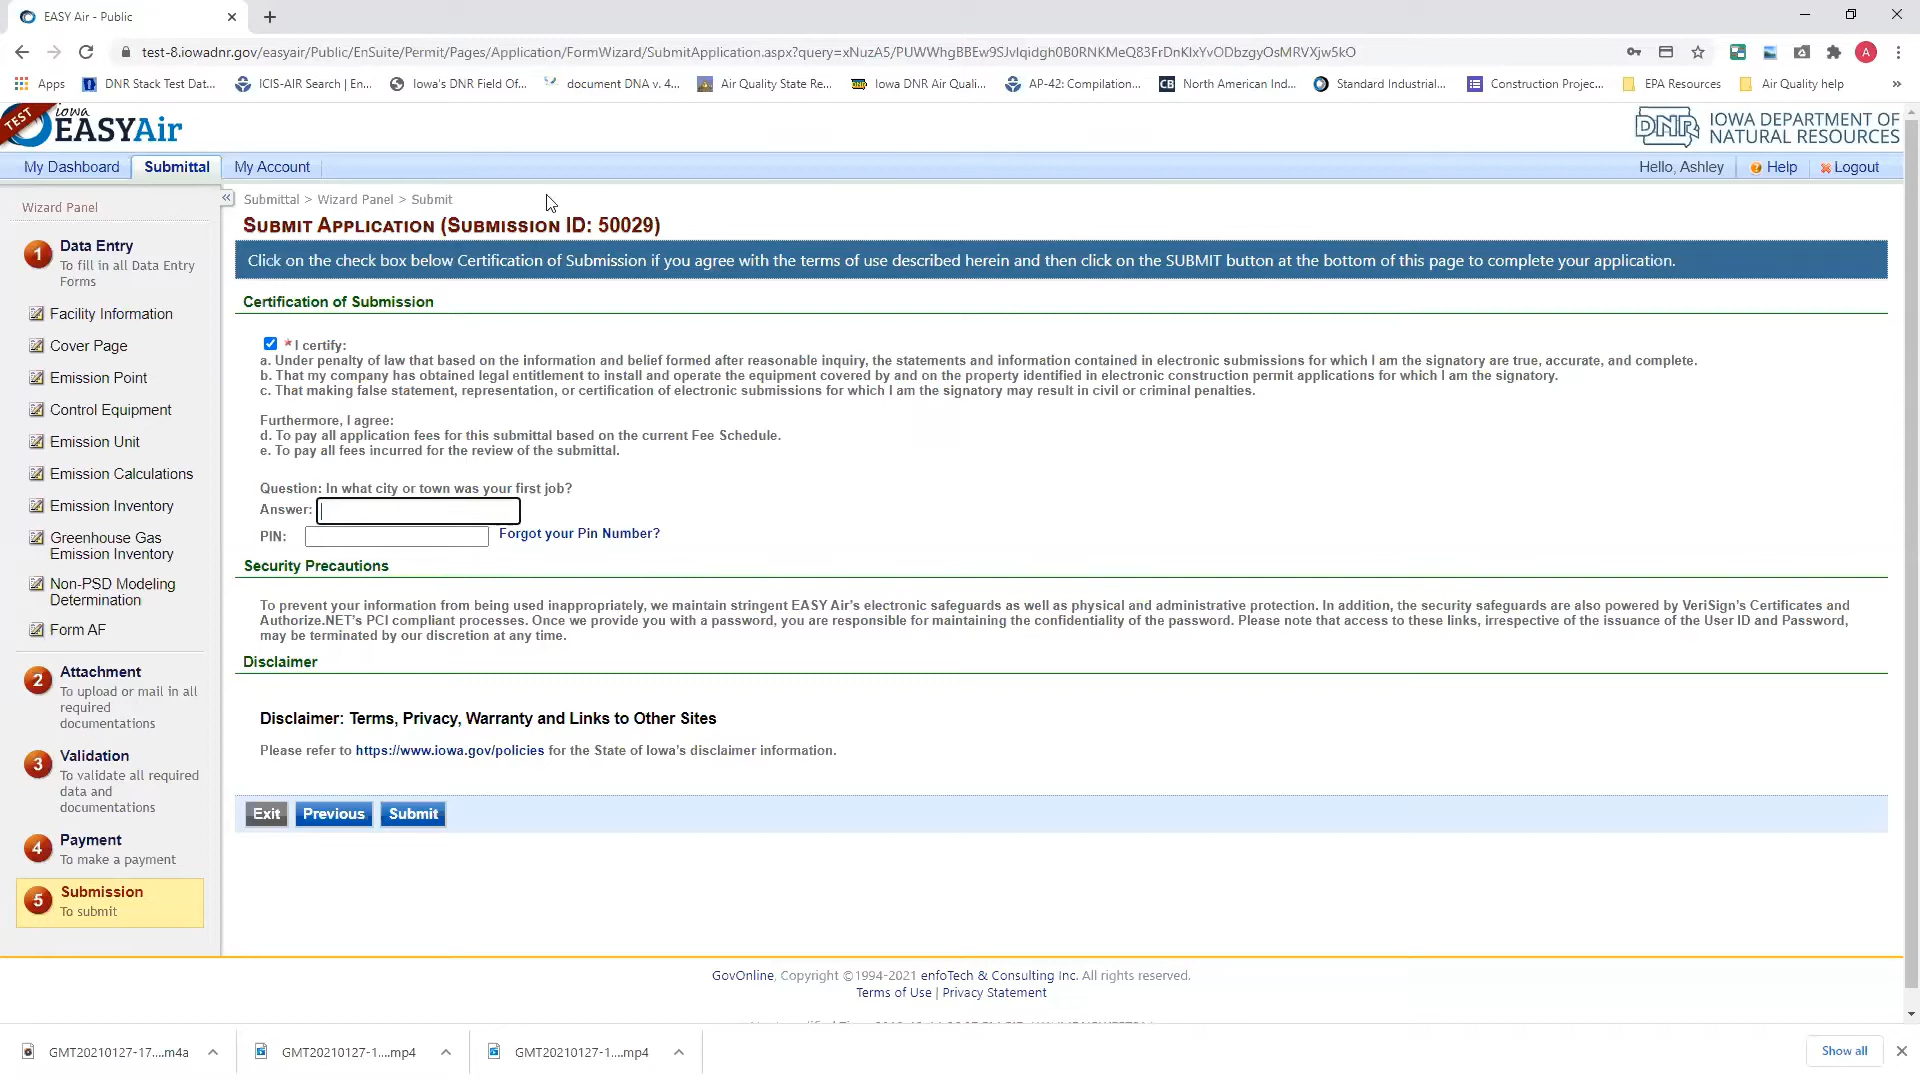 EASY Air - Public
test-8.iowadnr.gov/easyair/Public/EnSuite/Permit/Pages/Application/FormWizard/SubmitApplication.aspx?query=xNuzA5/PUWWhgBBEw9SJvlqidgh0B0RNKMeQ83FrDnKlxYvODbzgyOsMRVXjw5kO
A
Apps
DNR Stack Test Dat...
ICIS-AIR Search | En...
Iowa's DNR Field Of...
document DNA v. 4...
Air Quality State Re...
Iowa DNR Air Quali...
AP-42: Compilation...
CB North American Ind...
Standard Industrial...
Construction Projec...
EPA Resources
Air Quality help
»
TEST
iowa
EASYAir
DNR
IOWA DEPARTMENT OF
NATURAL RESOURCES
My Dashboard
Submittal
My Account
Hello, Ashley
Help
Logout
Wizard Panel
1 Data Entry
To fill in all Data Entry
Forms
Facility Information
Cover Page
Emission Point
Control Equipment
Emission Unit
Emission Calculations
Emission Inventory
Greenhouse Gas
Emission Inventory
Non-PSD Modeling
Determination
Form AF
2 Attachment
To upload or mail in all
required
documentations
3 Validation
To validate all required
data and
documentations
4 Payment
To make a payment
5 Submission
To submit
Submittal > Wizard Panel > Submit
Submit Application (Submission ID: 50029)
Click on the check box below Certification of Submission if you agree with the terms of use described herein and then click on the SUBMIT button at the bottom of this page to complete your application.
Certification of Submission
* I certify:
a. Under penalty of law that based on the information and belief formed after reasonable inquiry, the statements and information contained in electronic submissions for which I am the signatory are true, accurate, and complete.
b. That my company has obtained legal entitlement to install and operate the equipment covered by and on the property identified in electronic construction permit applications for which I am the signatory.
c. That making false statement, representation, or certification of electronic submissions for which I am the signatory may result in civil or criminal penalties.
Furthermore, I agree:
d. To pay all application fees for this submittal based on the current Fee Schedule.
e. To pay all fees incurred for the review of the submittal.
Question: In what city or town was your first job?
Answer:
PIN:
Forgot your Pin Number?
Security Precautions
To prevent your information from being used inappropriately, we maintain stringent EASY Air's electronic safeguards as well as physical and administrative protection. In addition, the security safeguards are also powered by VeriSign's Certificates and
Authorize.NET's PCI compliant processes. Once we provide you with a password, you are responsible for maintaining the confidentiality of the password. Please note that access to these links, irrespective of the issuance of the User ID and Password,
may be terminated by our discretion at any time.
Disclaimer
Disclaimer: Terms, Privacy, Warranty and Links to Other Sites
Please refer to https://www.iowa.gov/policies for the State of Iowa's disclaimer information.
Exit
Previous
Submit
GovOnline, Copyright ©1994-2021 enfoTech & Consulting Inc. All rights reserved.
Terms of Use | Privacy Statement
GMT20210127-17....m4a
GMT20210127-1....mp4
GMT20210127-1....mp4
Show all